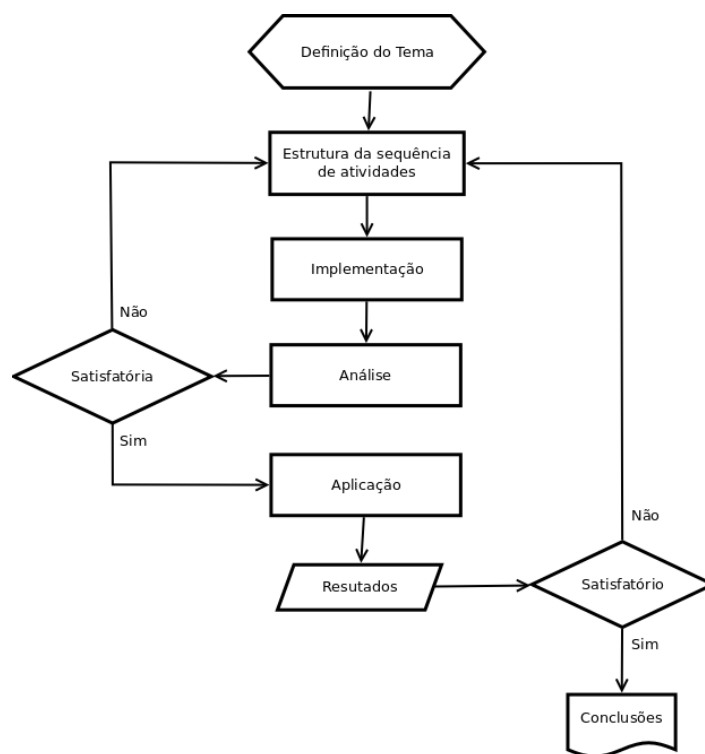 Definição do Tema
Estrutura da sequência
de atividades
Implementação
Não
Satisfatória
Análise
Sim
Aplicação
Não
Resutados
Satisfatório
Sim
Conclusões